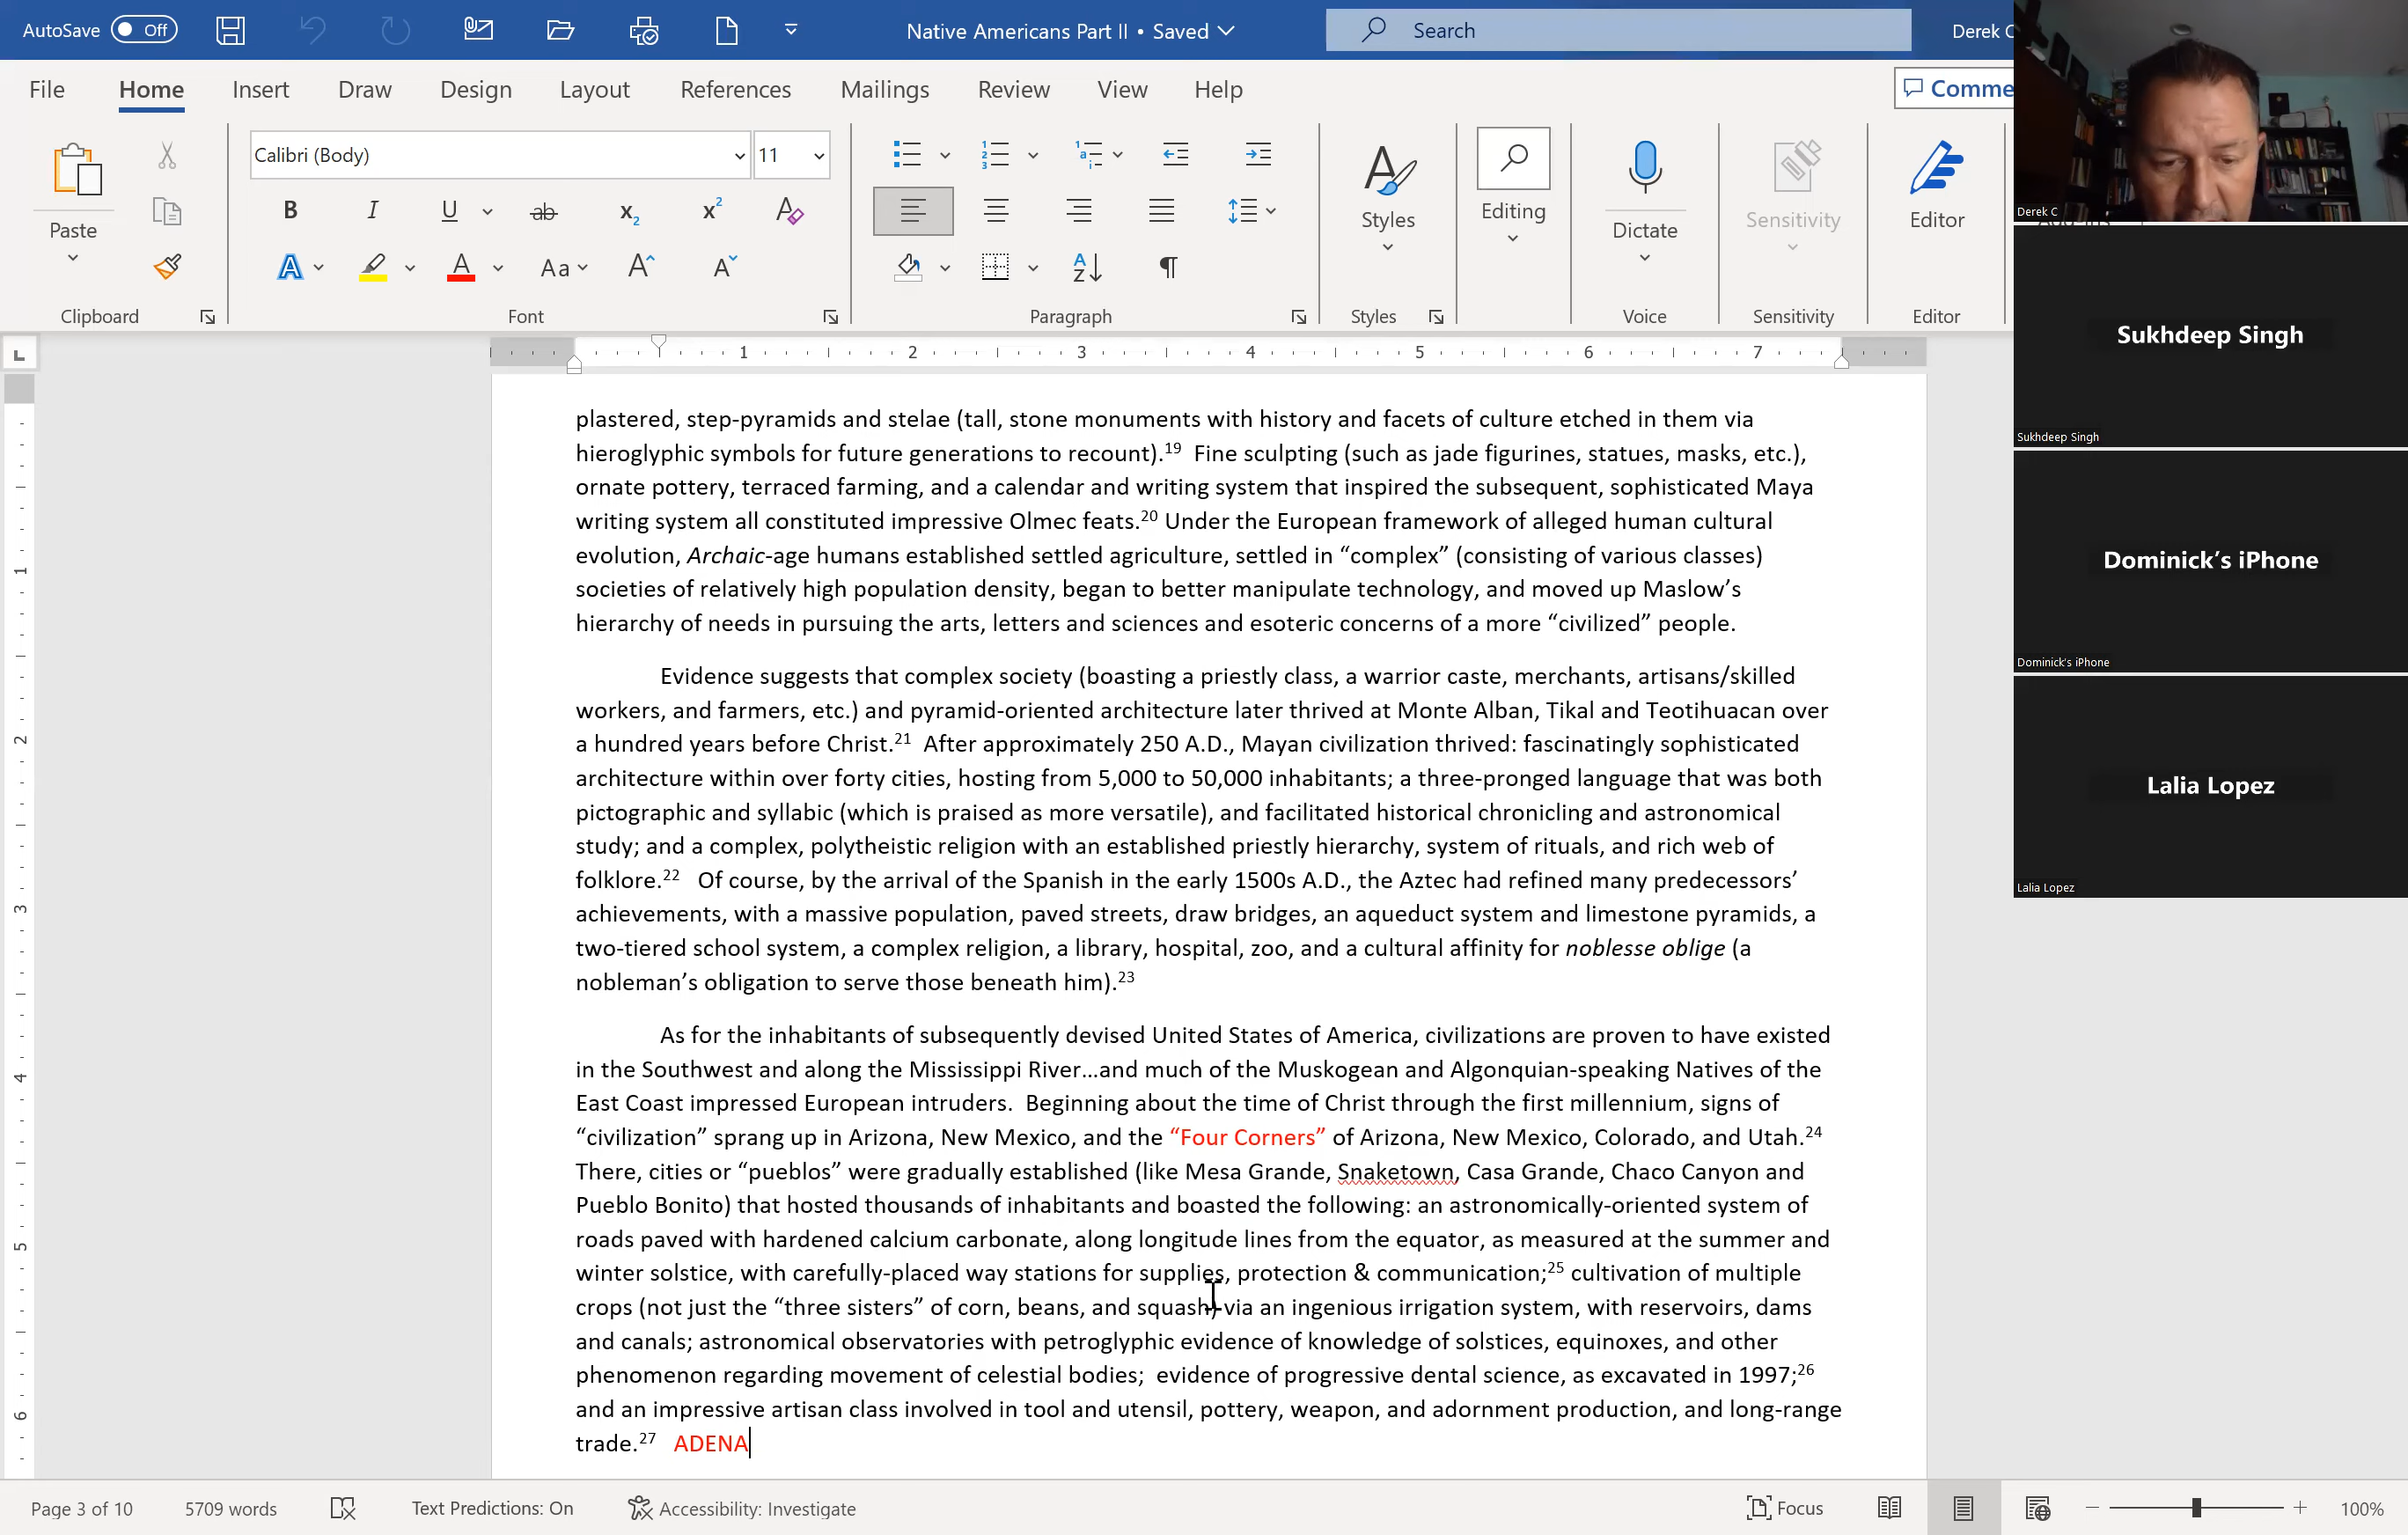 AutoSave Off Native Americans Part II • Saved Search Derek C
File Home Insert Draw Design Layout References Mailings Review View Help Comme
Calibri (Body) 11
Paste
Styles Editing Dictate Sensitivity Editor
Clipboard Font Paragraph Styles Voice Sensitivity Editor
1 2 3 4 5 6 7
plastered, step-pyramids and stelae (tall, stone monuments with history and facets of culture etched in them via
hieroglyphic symbols for future generations to recount).19 Fine sculpting (such as jade figurines, statues, masks, etc.),
ornate pottery, terraced farming, and a calendar and writing system that inspired the subsequent, sophisticated Maya
writing system all constituted impressive Olmec feats.20 Under the European framework of alleged human cultural
evolution, Archaic-age humans established settled agriculture, settled in “complex” (consisting of various classes)
societies of relatively high population density, began to better manipulate technology, and moved up Maslow’s
hierarchy of needs in pursuing the arts, letters and sciences and esoteric concerns of a more “civilized” people.
Evidence suggests that complex society (boasting a priestly class, a warrior caste, merchants, artisans/skilled
workers, and farmers, etc.) and pyramid-oriented architecture later thrived at Monte Alban, Tikal and Teotihuacan over
a hundred years before Christ.21 After approximately 250 A.D., Mayan civilization thrived: fascinatingly sophisticated
architecture within over forty cities, hosting from 5,000 to 50,000 inhabitants; a three-pronged language that was both
pictographic and syllabic (which is praised as more versatile), and facilitated historical chronicling and astronomical
study; and a complex, polytheistic religion with an established priestly hierarchy, system of rituals, and rich web of
folklore.22 Of course, by the arrival of the Spanish in the early 1500s A.D., the Aztec had refined many predecessors’
achievements, with a massive population, paved streets, draw bridges, an aqueduct system and limestone pyramids, a
two-tiered school system, a complex religion, a library, hospital, zoo, and a cultural affinity for noblesse oblige (a
nobleman’s obligation to serve those beneath him).23
As for the inhabitants of subsequently devised United States of America, civilizations are proven to have existed
in the Southwest and along the Mississippi River...and much of the Muskogean and Algonquian-speaking Natives of the
East Coast impressed European intruders. Beginning about the time of Christ through the first millennium, signs of
“civilization” sprang up in Arizona, New Mexico, and the “Four Corners” of Arizona, New Mexico, Colorado, and Utah.24
There, cities or “pueblos” were gradually established (like Mesa Grande, Snaketown, Casa Grande, Chaco Canyon and
Pueblo Bonito) that hosted thousands of inhabitants and boasted the following: an astronomically-oriented system of
roads paved with hardened calcium carbonate, along longitude lines from the equator, as measured at the summer and
winter solstice, with carefully-placed way stations for supplies, protection & communication;25 cultivation of multiple
crops (not just the “three sisters” of corn, beans, and squash) via an ingenious irrigation system, with reservoirs, dams
and canals; astronomical observatories with petroglyphic evidence of knowledge of solstices, equinoxes, and other
phenomenon regarding movement of celestial bodies; evidence of progressive dental science, as excavated in 1997;26
and an impressive artisan class involved in tool and utensil, pottery, weapon, and adornment production, and long-range
trade.27 ADENA
Page 3 of 10 5709 words Text Predictions: On Accessibility: Investigate Focus 100%
Derek C
Sukhdeep Singh
Sukhdeep Singh
Dominick’s iPhone
Dominick's iPhone
Lalia Lopez
Lalia Lopez